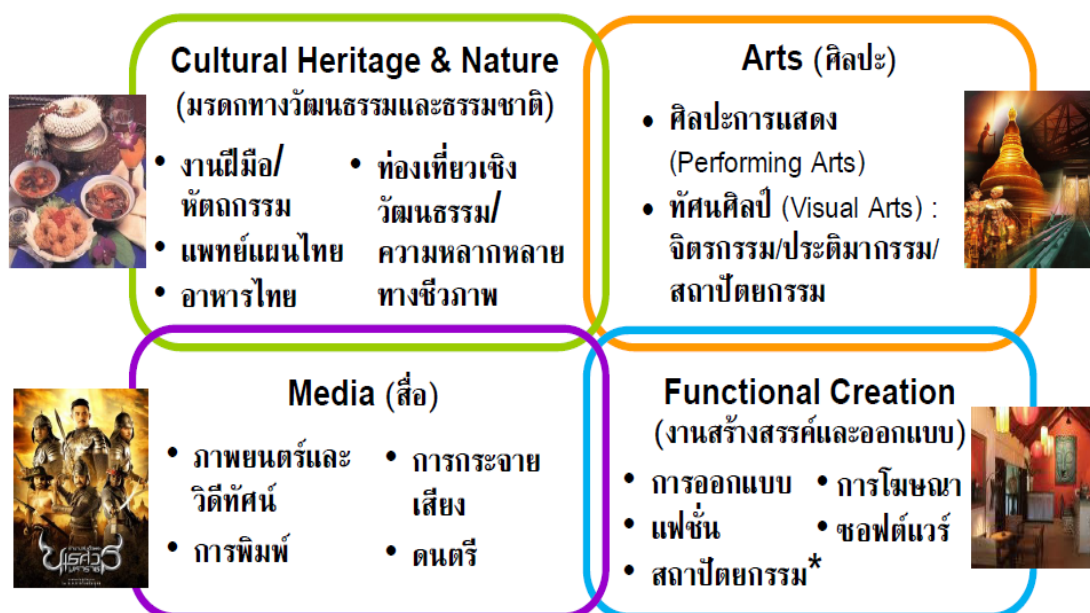 Cultural Heritage & Nature
(มรดกทางวัฒนธรรมและธรรมชาติ)
• งานฝีมือ/
หัตถกรรม
• แพทย์แผนไทย
• อาหารไทย
• ท่องเที่ยวเชิง
วัฒนธรรม/
ความหลากหลาย
ทางชีวภาพ
Arts (ศิลปะ)
• ศิลปะการแสดง
(Performing Arts)
• ทัศนศิลป์ (Visual Arts) :
จิตรกรรม/ประติมากรรม/
สถาปัตยกรรม
Media (สื่อ)
• ภาพยนตร์และ
วิดีทัศน์
• การพิมพ์
• การกระจาย
เสียง
• ดนตรี
Functional Creation
(งานสร้างสรรค์และออกแบบ)
• การออกแบบ
• แฟชั่น
• สถาปัตยกรรม*
• การโฆษณา
• ซอฟต์แวร์
นเรศวร
มหาราช